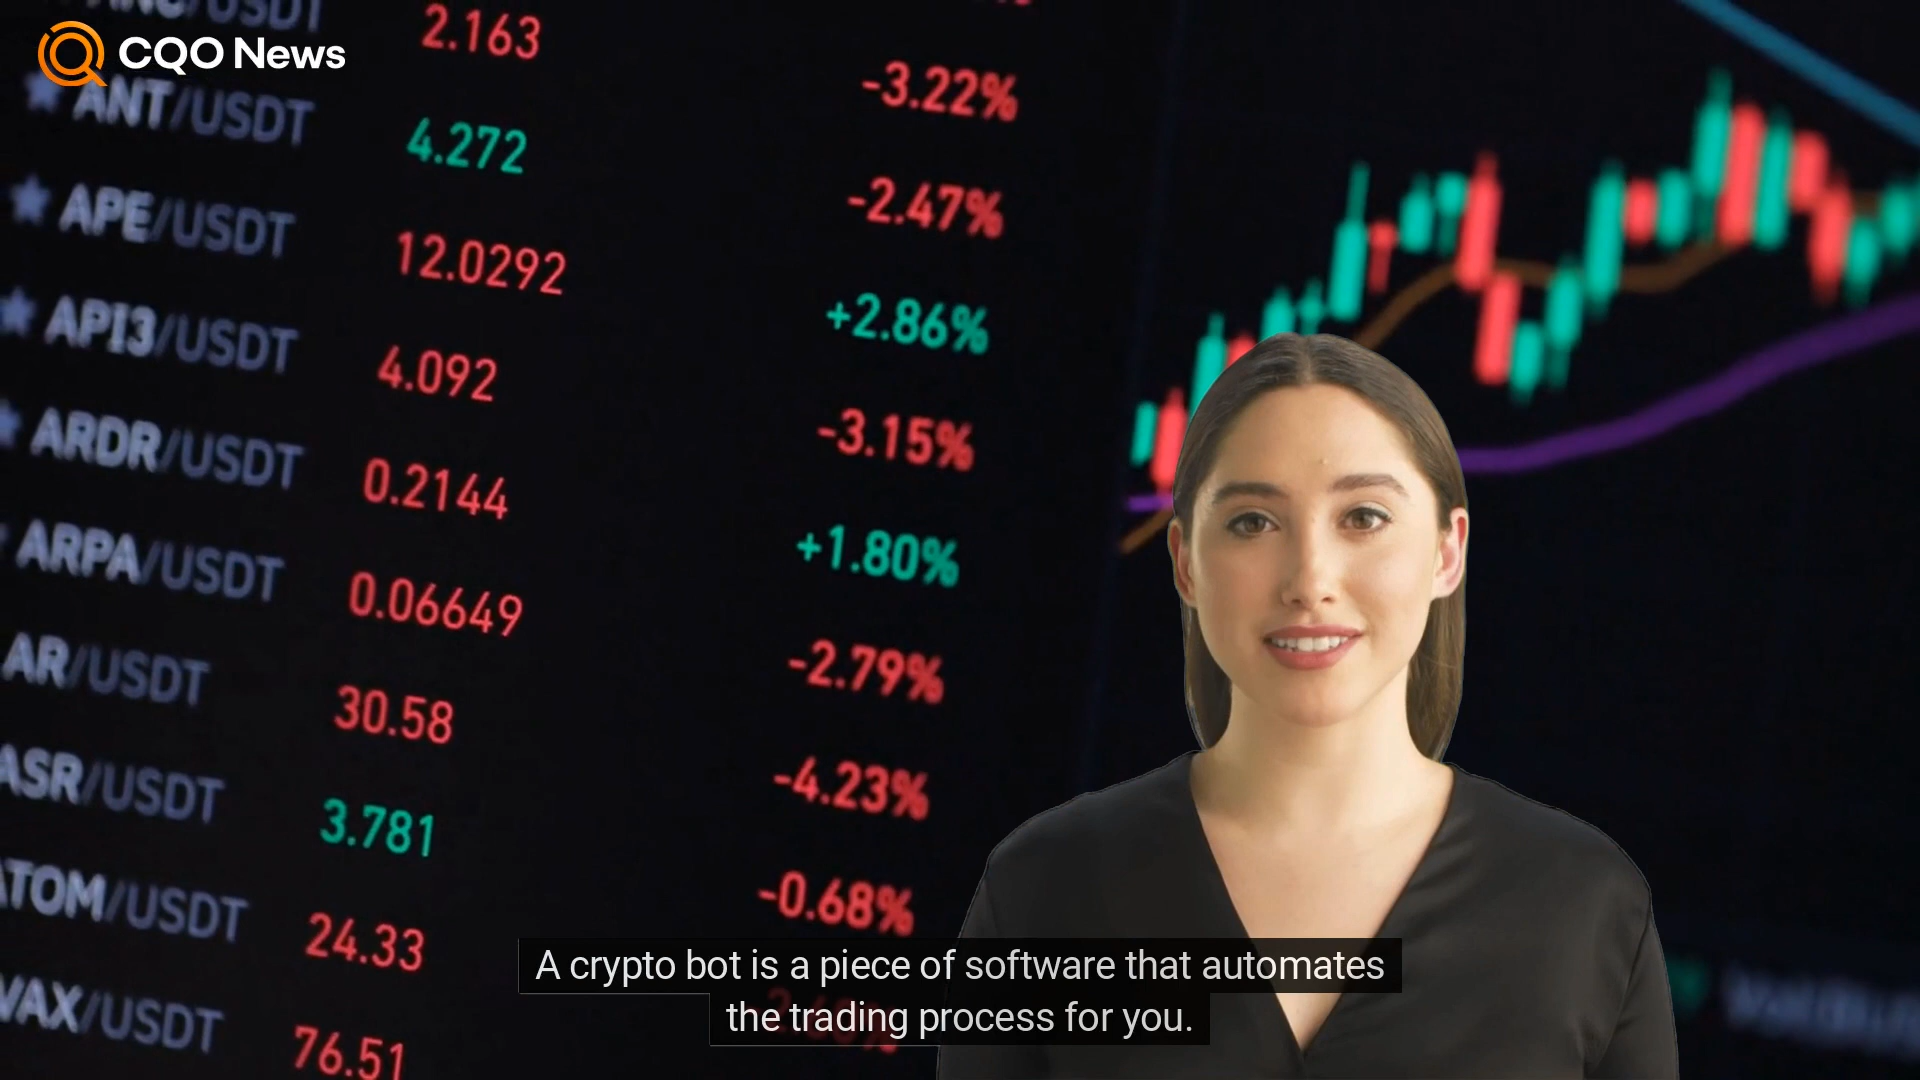 CQO News
2.163
-3.22%
ANT/USDT
4.272
-2.47%
APE/USDT
12.0292
+2.86%
API3/USDT
4.092
-3.15%
ARDR/USDT
0.2144
+1.80%
ARPA/USDT
0.06649
-2.79%
AR/USDT
30.58
-4.23%
ASR/USDT
3.781
-0.68%
ATOM/USDT
24.33
VAX/USDT
76.51
A crypto bot is a piece of software that automates
the trading process for you.